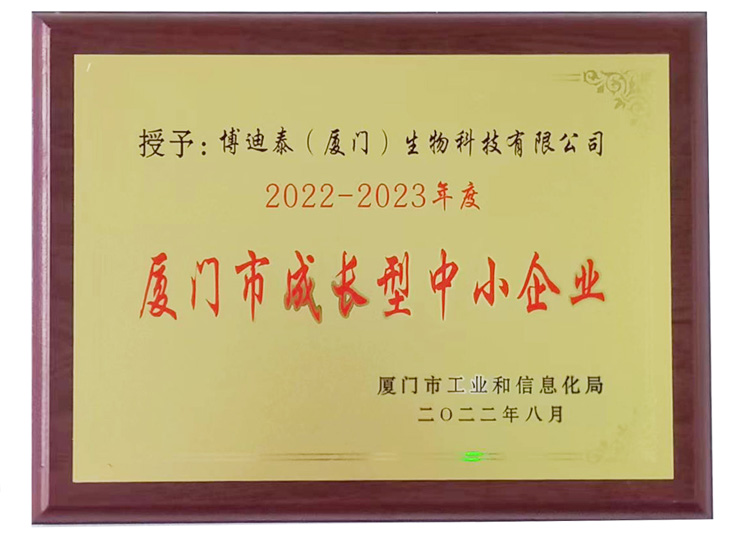 授予：博迪泰（厦门）生物科技有限公司
2022-2023年度
厦门市成长型中小企业
厦门市工业和信息化局
二〇二二年八月